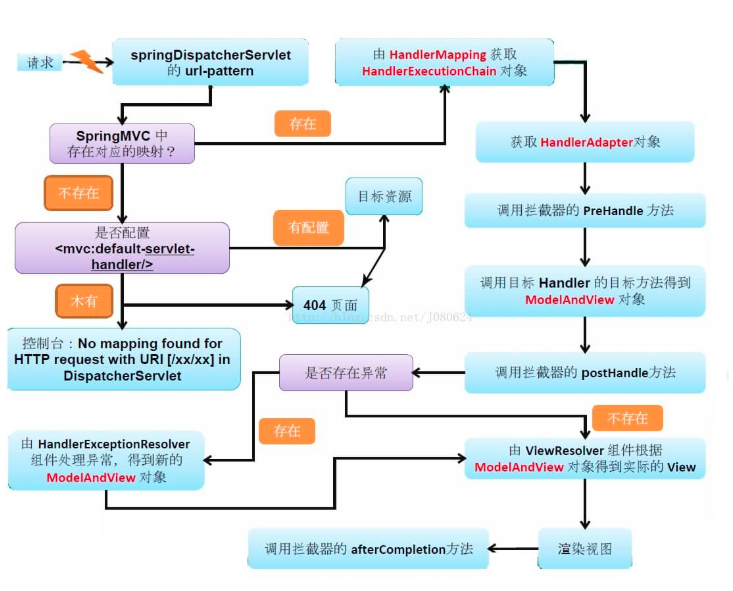 请求
springDispatcherServlet
的 url-pattern
由 HandlerMapping 获取
HandlerExecutionChain 对象
SpringMVC 中
存在对应的映射？
存在
获取 HandlerAdapter对象
不存在
目标资源
调用拦截器的 PreHandle 方法
是否配置
<mvc:default-servlet-
handler/>
有配置
调用目标 Handler 的目标方法得到
ModelAndView 对象
木有
404 页面
http://blog.csdn.net/J080624
控制台：No mapping found for
HTTP request with URI [/xx/xx] in
DispatcherServlet
是否存在异常
调用拦截器的 postHandle方法
存在
不存在
由 HandlerExceptionResolver
组件处理异常，得到新的
ModelAndView 对象
由 ViewResolver 组件根据
ModelAndView 对象得到实际的 View
调用拦截器的 afterCompletion方法
渲染视图